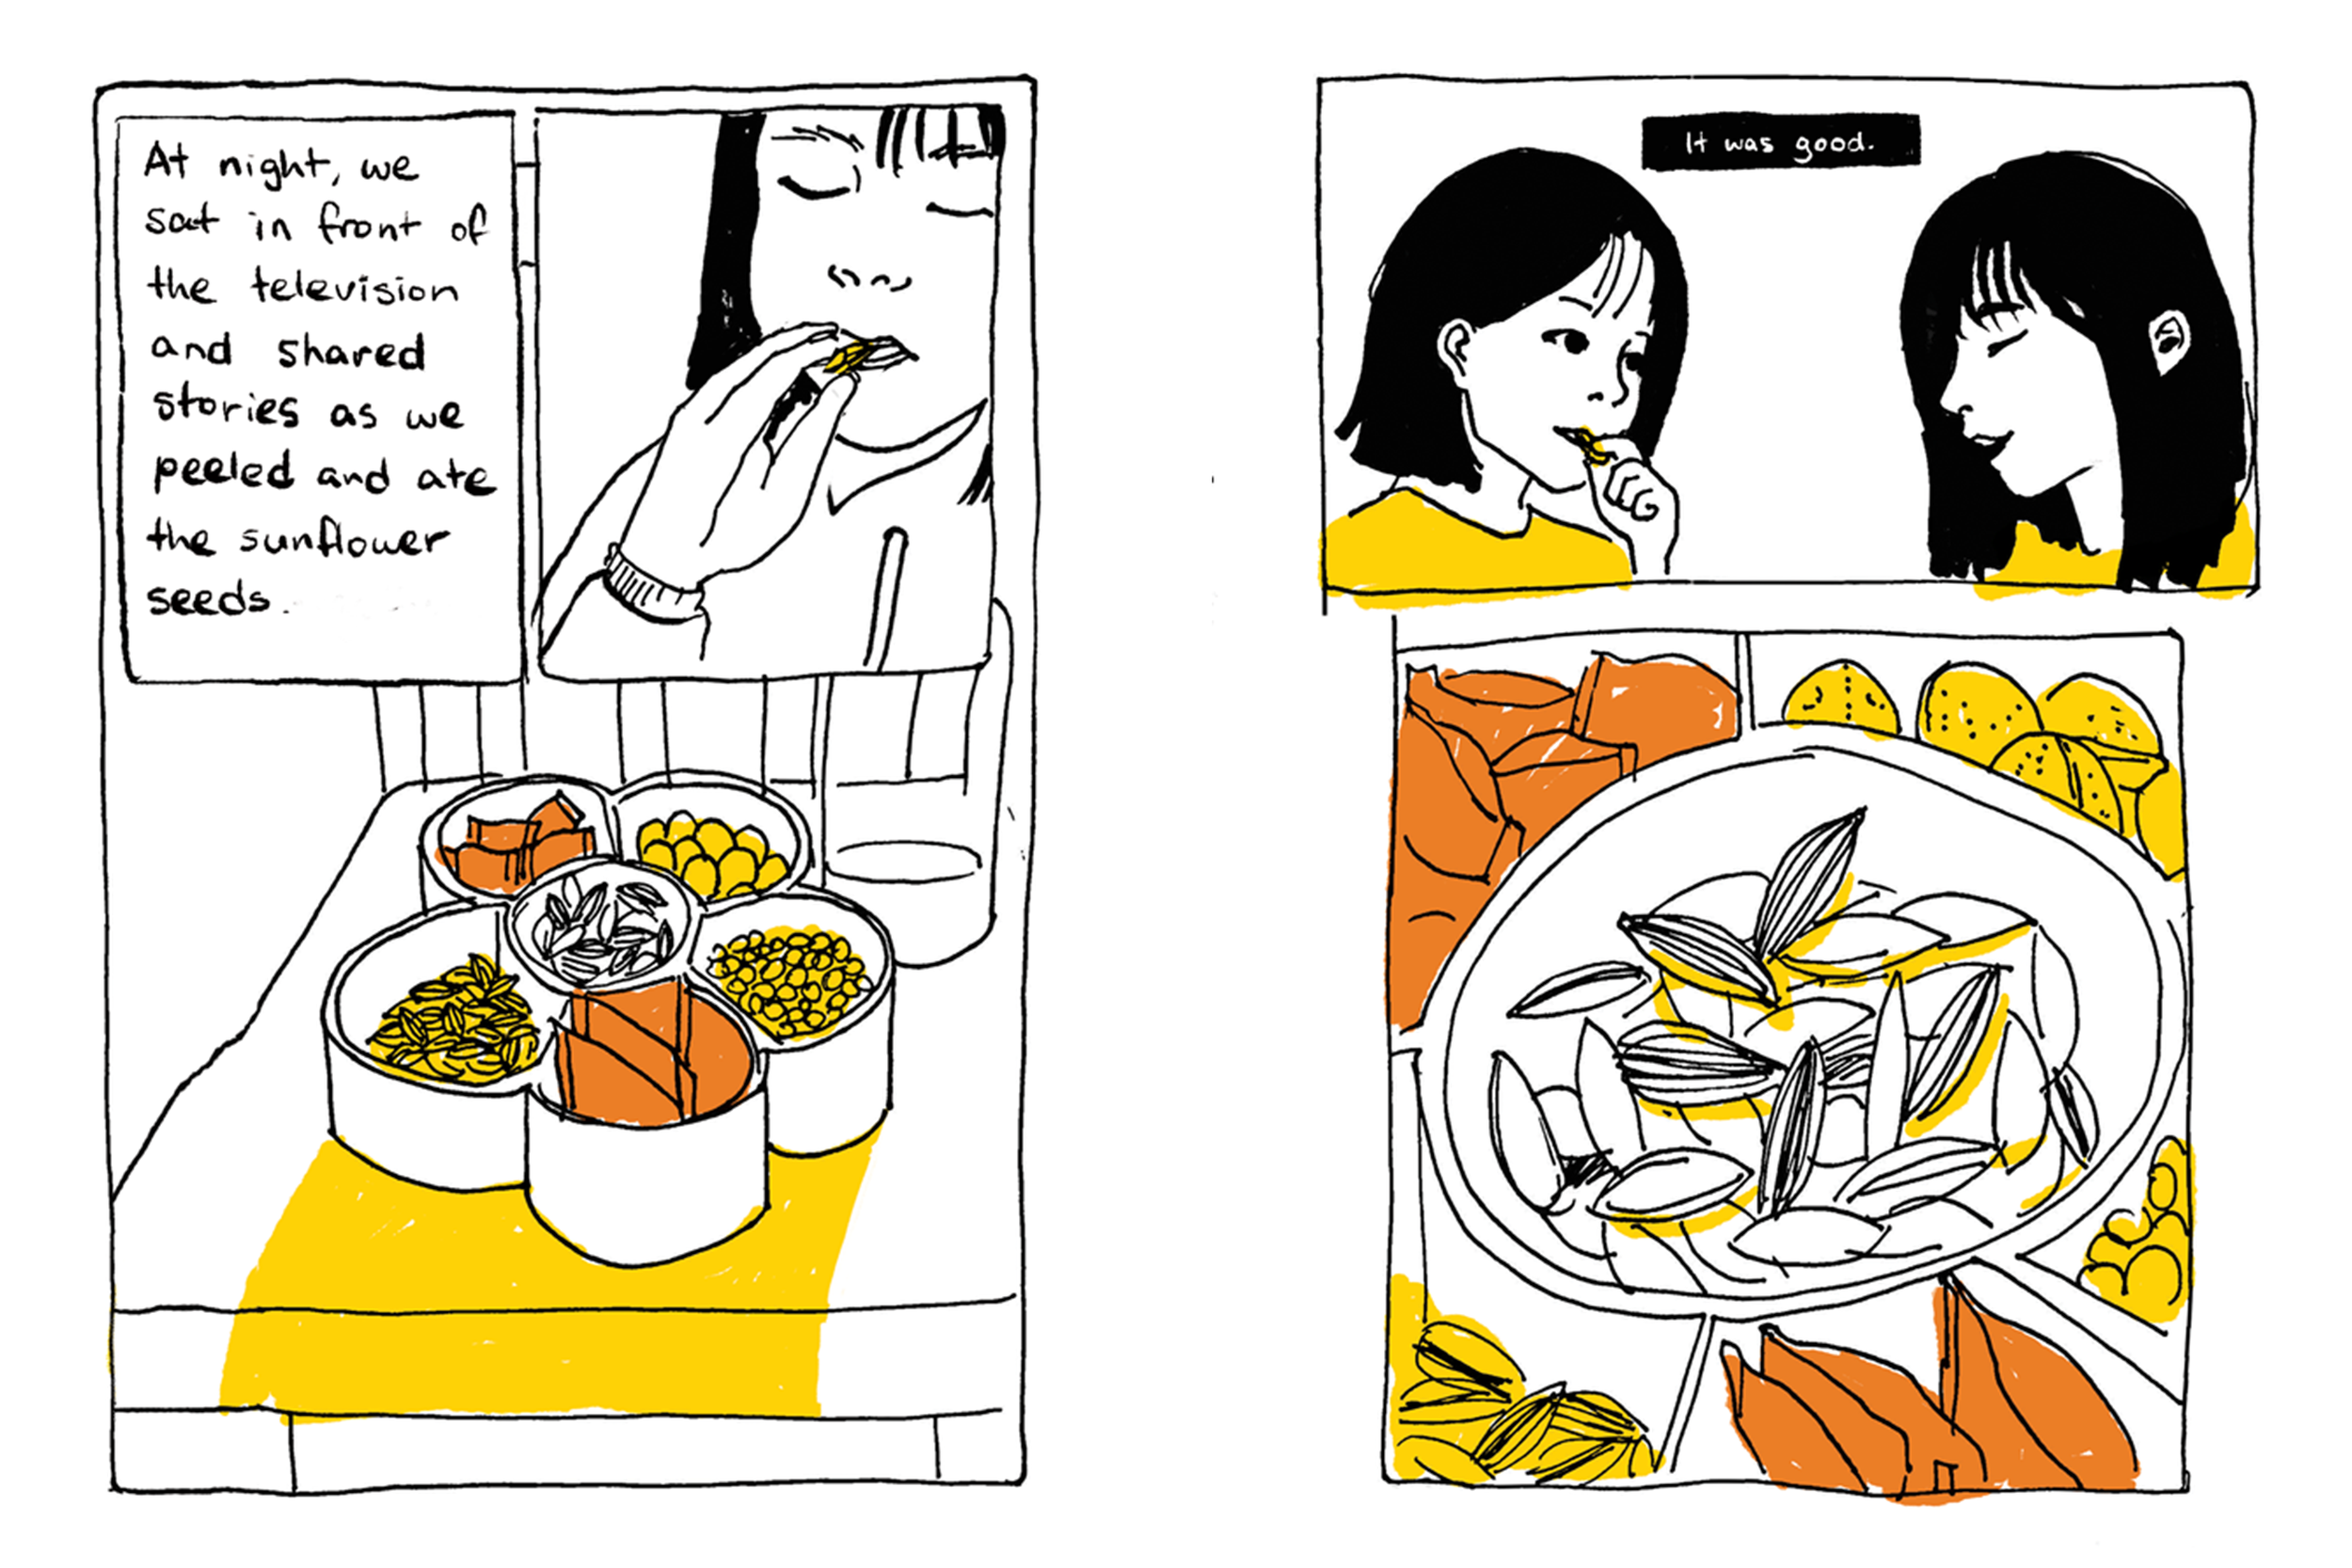 At night, we
sat in front of
the television
and shared
stories as we
peeled and ate
the sunflower
seeds.
It was good.